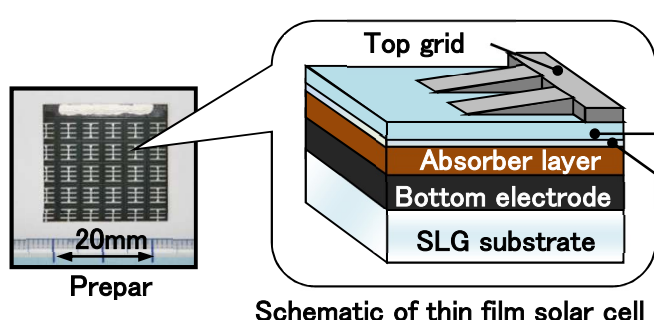 Top grid
Absorber layer
Bottom electrode
SLG substrate
20mm
Prepar
Schematic of thin film solar cell